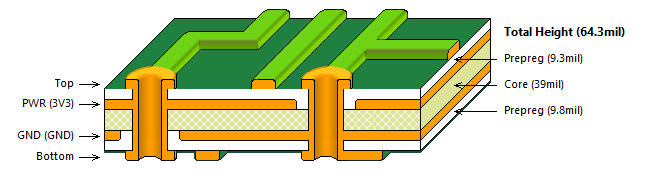 Total Height (64.3mil)
Prepreg (9.3mil)
Top
Core (39mil)
PWR (3V3)
Prepreg (9.8mil)
GND (GND)
Bottom